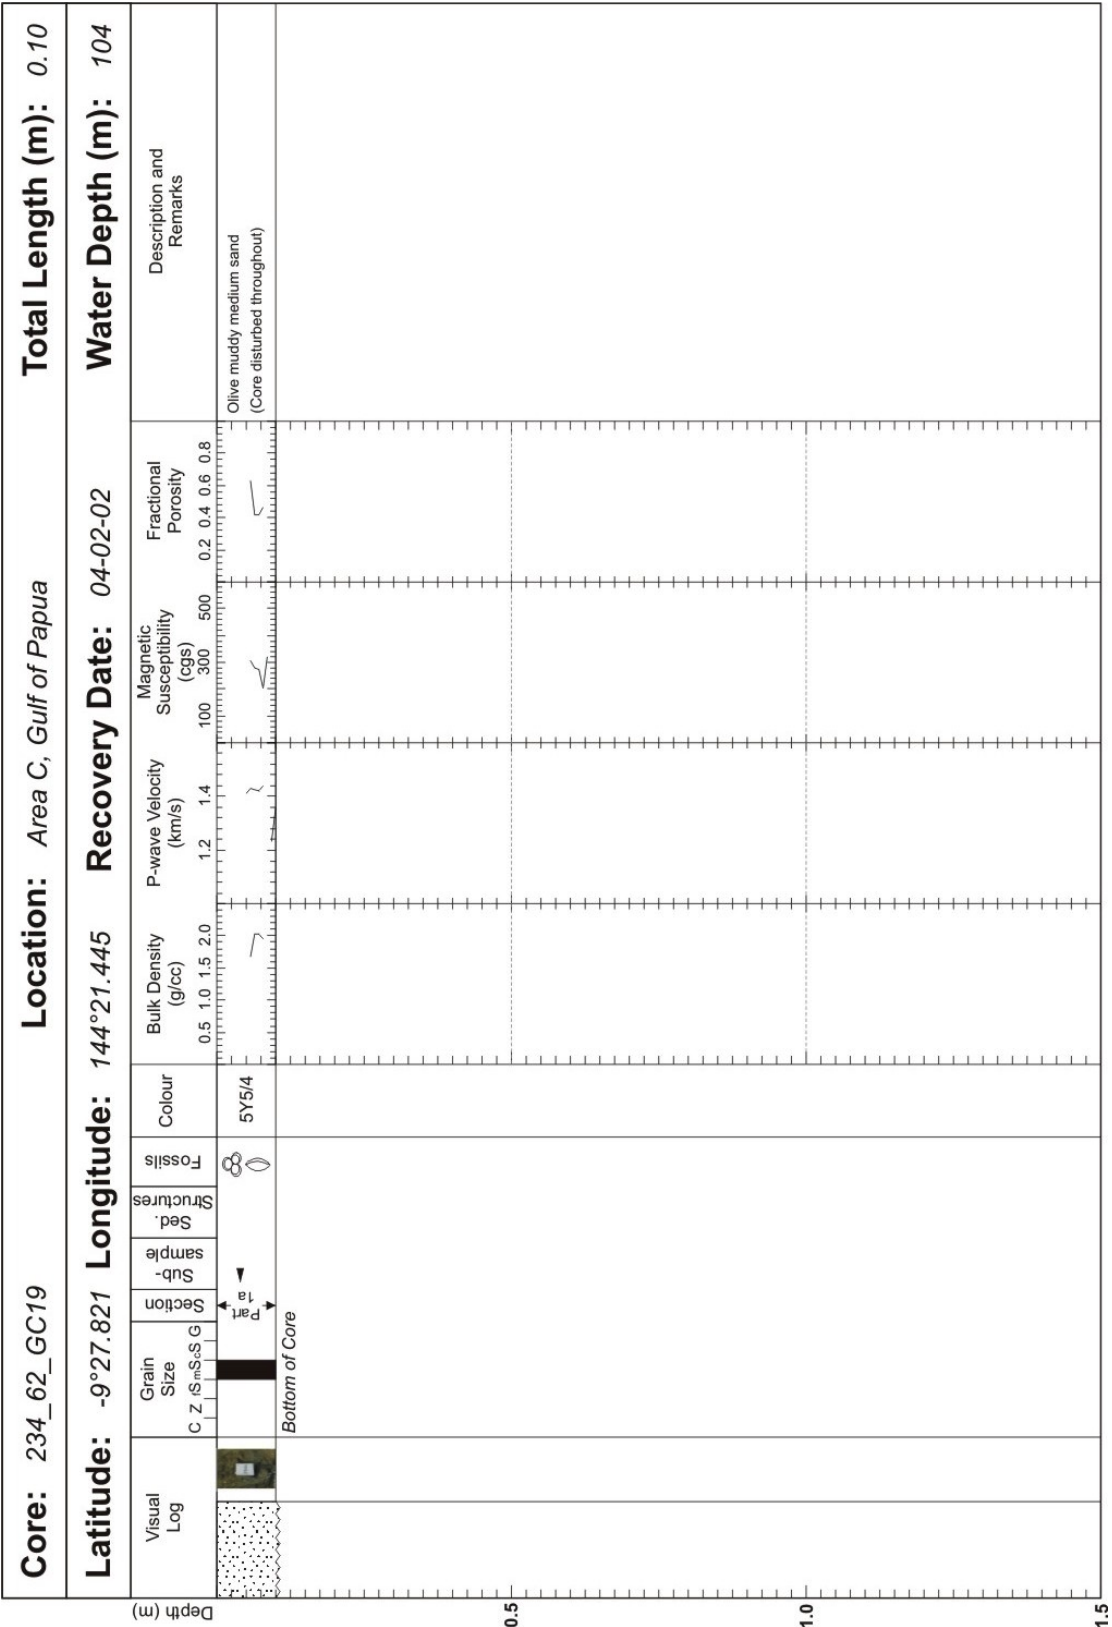 Core: 234_62_GC19 Location: Area C, Gulf of Papua Total Length (m): 0.10
Latitude: -9°27.821 Longitude: 144°21.445 Recovery Date: 04-02-02 Water Depth (m): 104
Depth (m)
Visual
Log
Grain
Size
C Z fS mS cS G
Section
Sub-
sample
Sed.
Structures
Fossils
Colour
Bulk Density
(g/cc)
0.5 1.0 1.5 2.0
P-wave Velocity
(km/s)
1.2 1.4
Magnetic
Susceptibility
(cgs)
100 300 500
Fractional
Porosity
0.2 0.4 0.6 0.8
Description and
Remarks
Part
1a
5Y5/4
Olive muddy medium sand
(Core disturbed throughout)
Bottom of Core
0.5
1.0
1.5